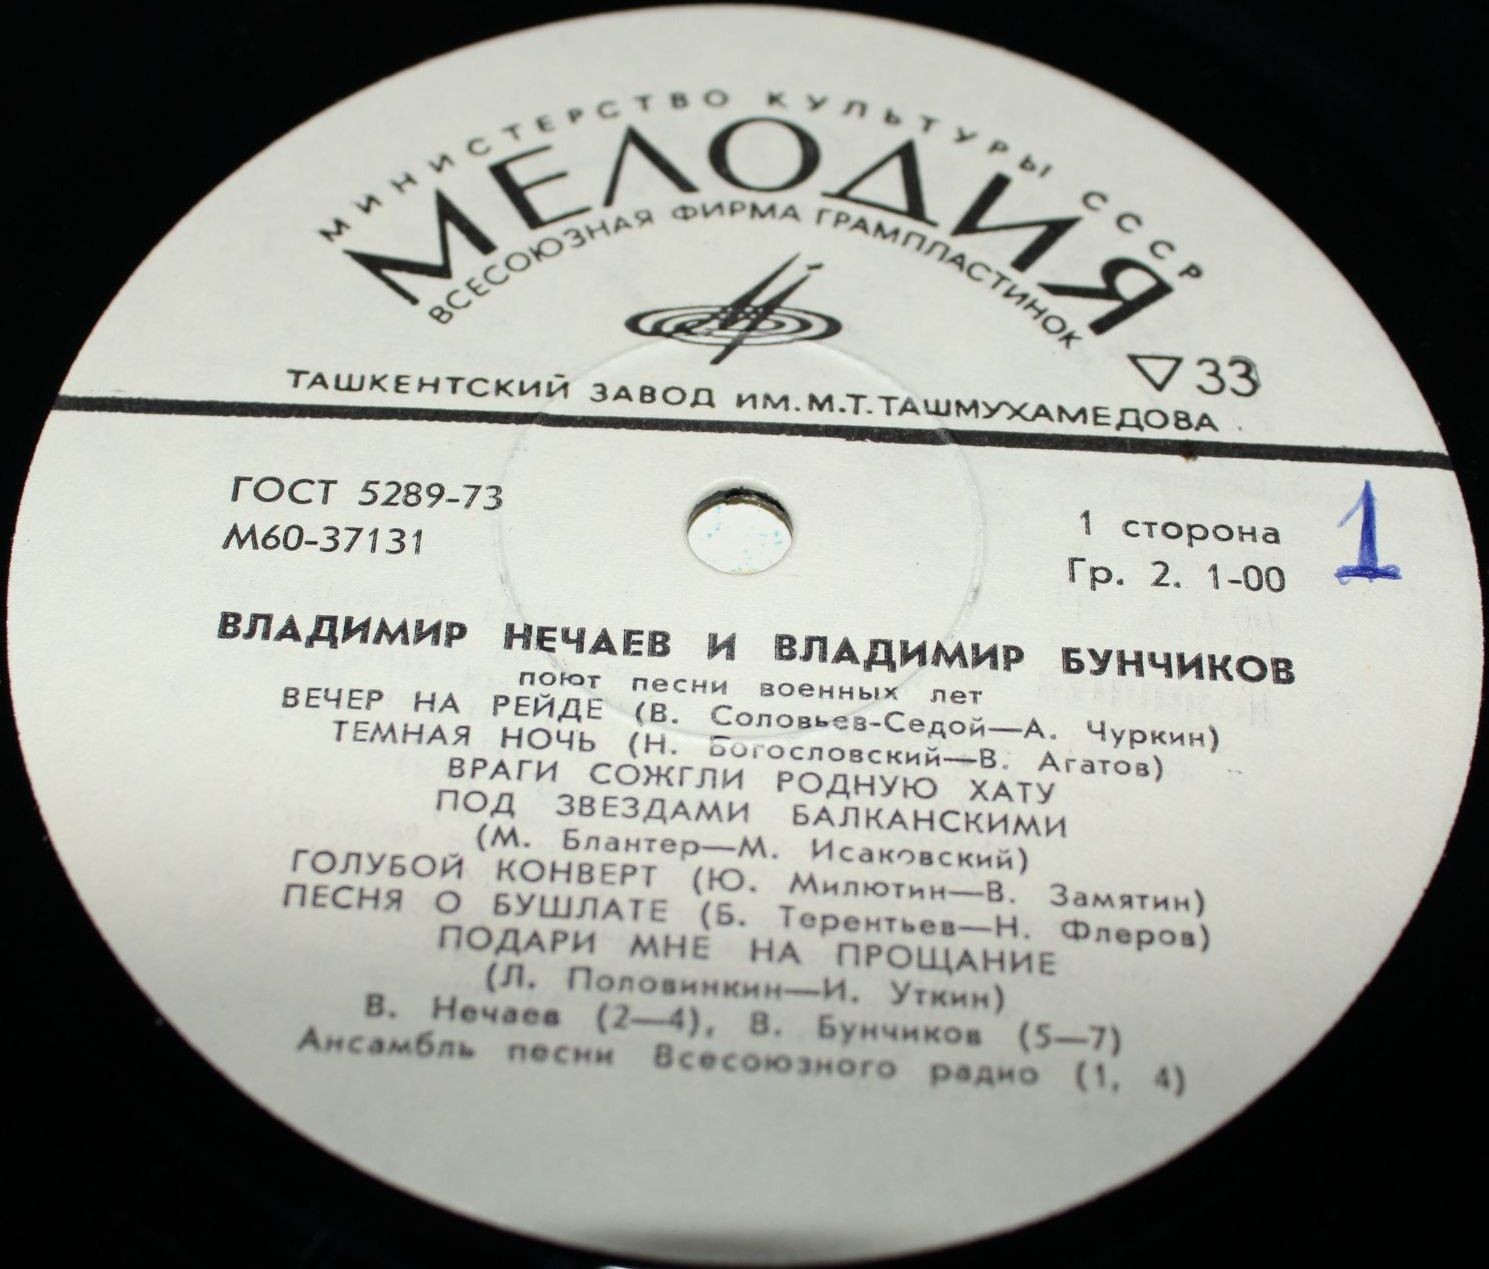 МИНИСТЕРСТВО КУЛЬТУРЫ СССР
МЕЛОДИЯ
ВСЕСОЮЗНАЯ ФИРМА ГРАМПЛАСТИНОК
33
ТАШКЕНТСКИЙ ЗАВОД ИМ. М.Т. ТАШМУХАМЕДОВА
ГОСТ 5289-73
М60-37131
1 сторона
Гр. 2. 1-00
1
ВЛАДИМИР НЕЧАЕВ И ВЛАДИМИР БУНЧИКОВ
поют песни военных лет
ВЕЧЕР НА РЕЙДЕ (В. Соловьев-Седой—А. Чуркин)
ТЕМНАЯ НОЧЬ (Н. Богословский—В. Агатов)
ВРАГИ СОЖГЛИ РОДНУЮ ХАТУ
ПОД ЗВЕЗДАМИ БАЛКАНСКИМИ
(М. Блантер—М. Исаковский)
ГОЛУБОЙ КОНВЕРТ (Ю. Милютин—В. Замятин)
ПЕСНЯ О БУШЛАТЕ (Б. Терентьев—Н. Флеров)
ПОДАРИ МНЕ НА ПРОЩАНИЕ
(Л. Половинкин—И. Уткин)
В. Нечаев (2—4), В. Бунчиков (5—7)
Ансамбль песни Всесоюзного радио (1, 4)